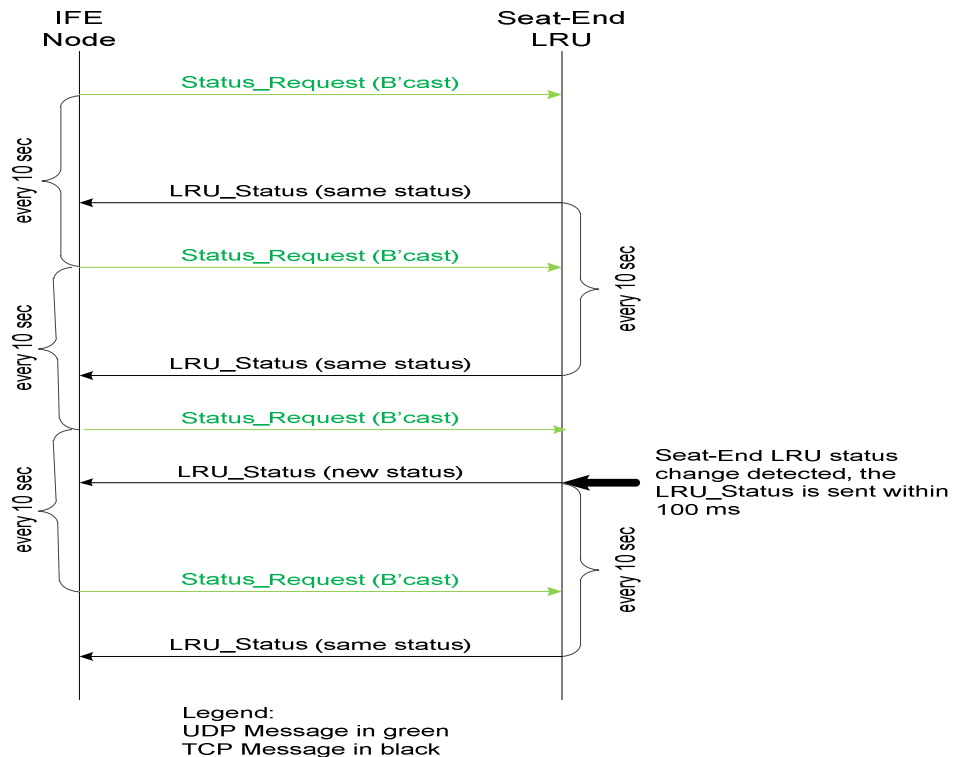 IFE
Node
Seat-End
LRU
Status_Request (B'cast)
every 10 sec
LRU_Status (same status)
Status_Request (B'cast)
every 10 sec
every 10 sec
LRU_Status (same status)
Status_Request (B'cast)
LRU_Status (new status)
Seat-End LRU status
change detected, the
LRU_Status is sent within
100 ms
every 10 sec
every 10 sec
Status_Request (B'cast)
LRU_Status (same status)
Legend:
UDP Message in green
TCP Message in black